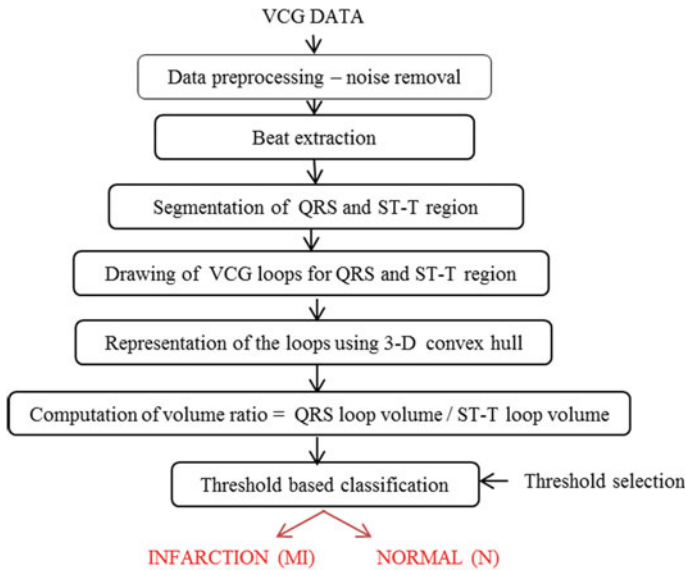 VCG DATA
Data preprocessing – noise removal
Beat extraction
Segmentation of QRS and ST-T region
Drawing of VCG loops for QRS and ST-T region
Representation of the loops using 3-D convex hull
Computation of volume ratio = QRS loop volume / ST-T loop volume
Threshold based classification
Threshold selection
INFARCTION (MI)
NORMAL (N)